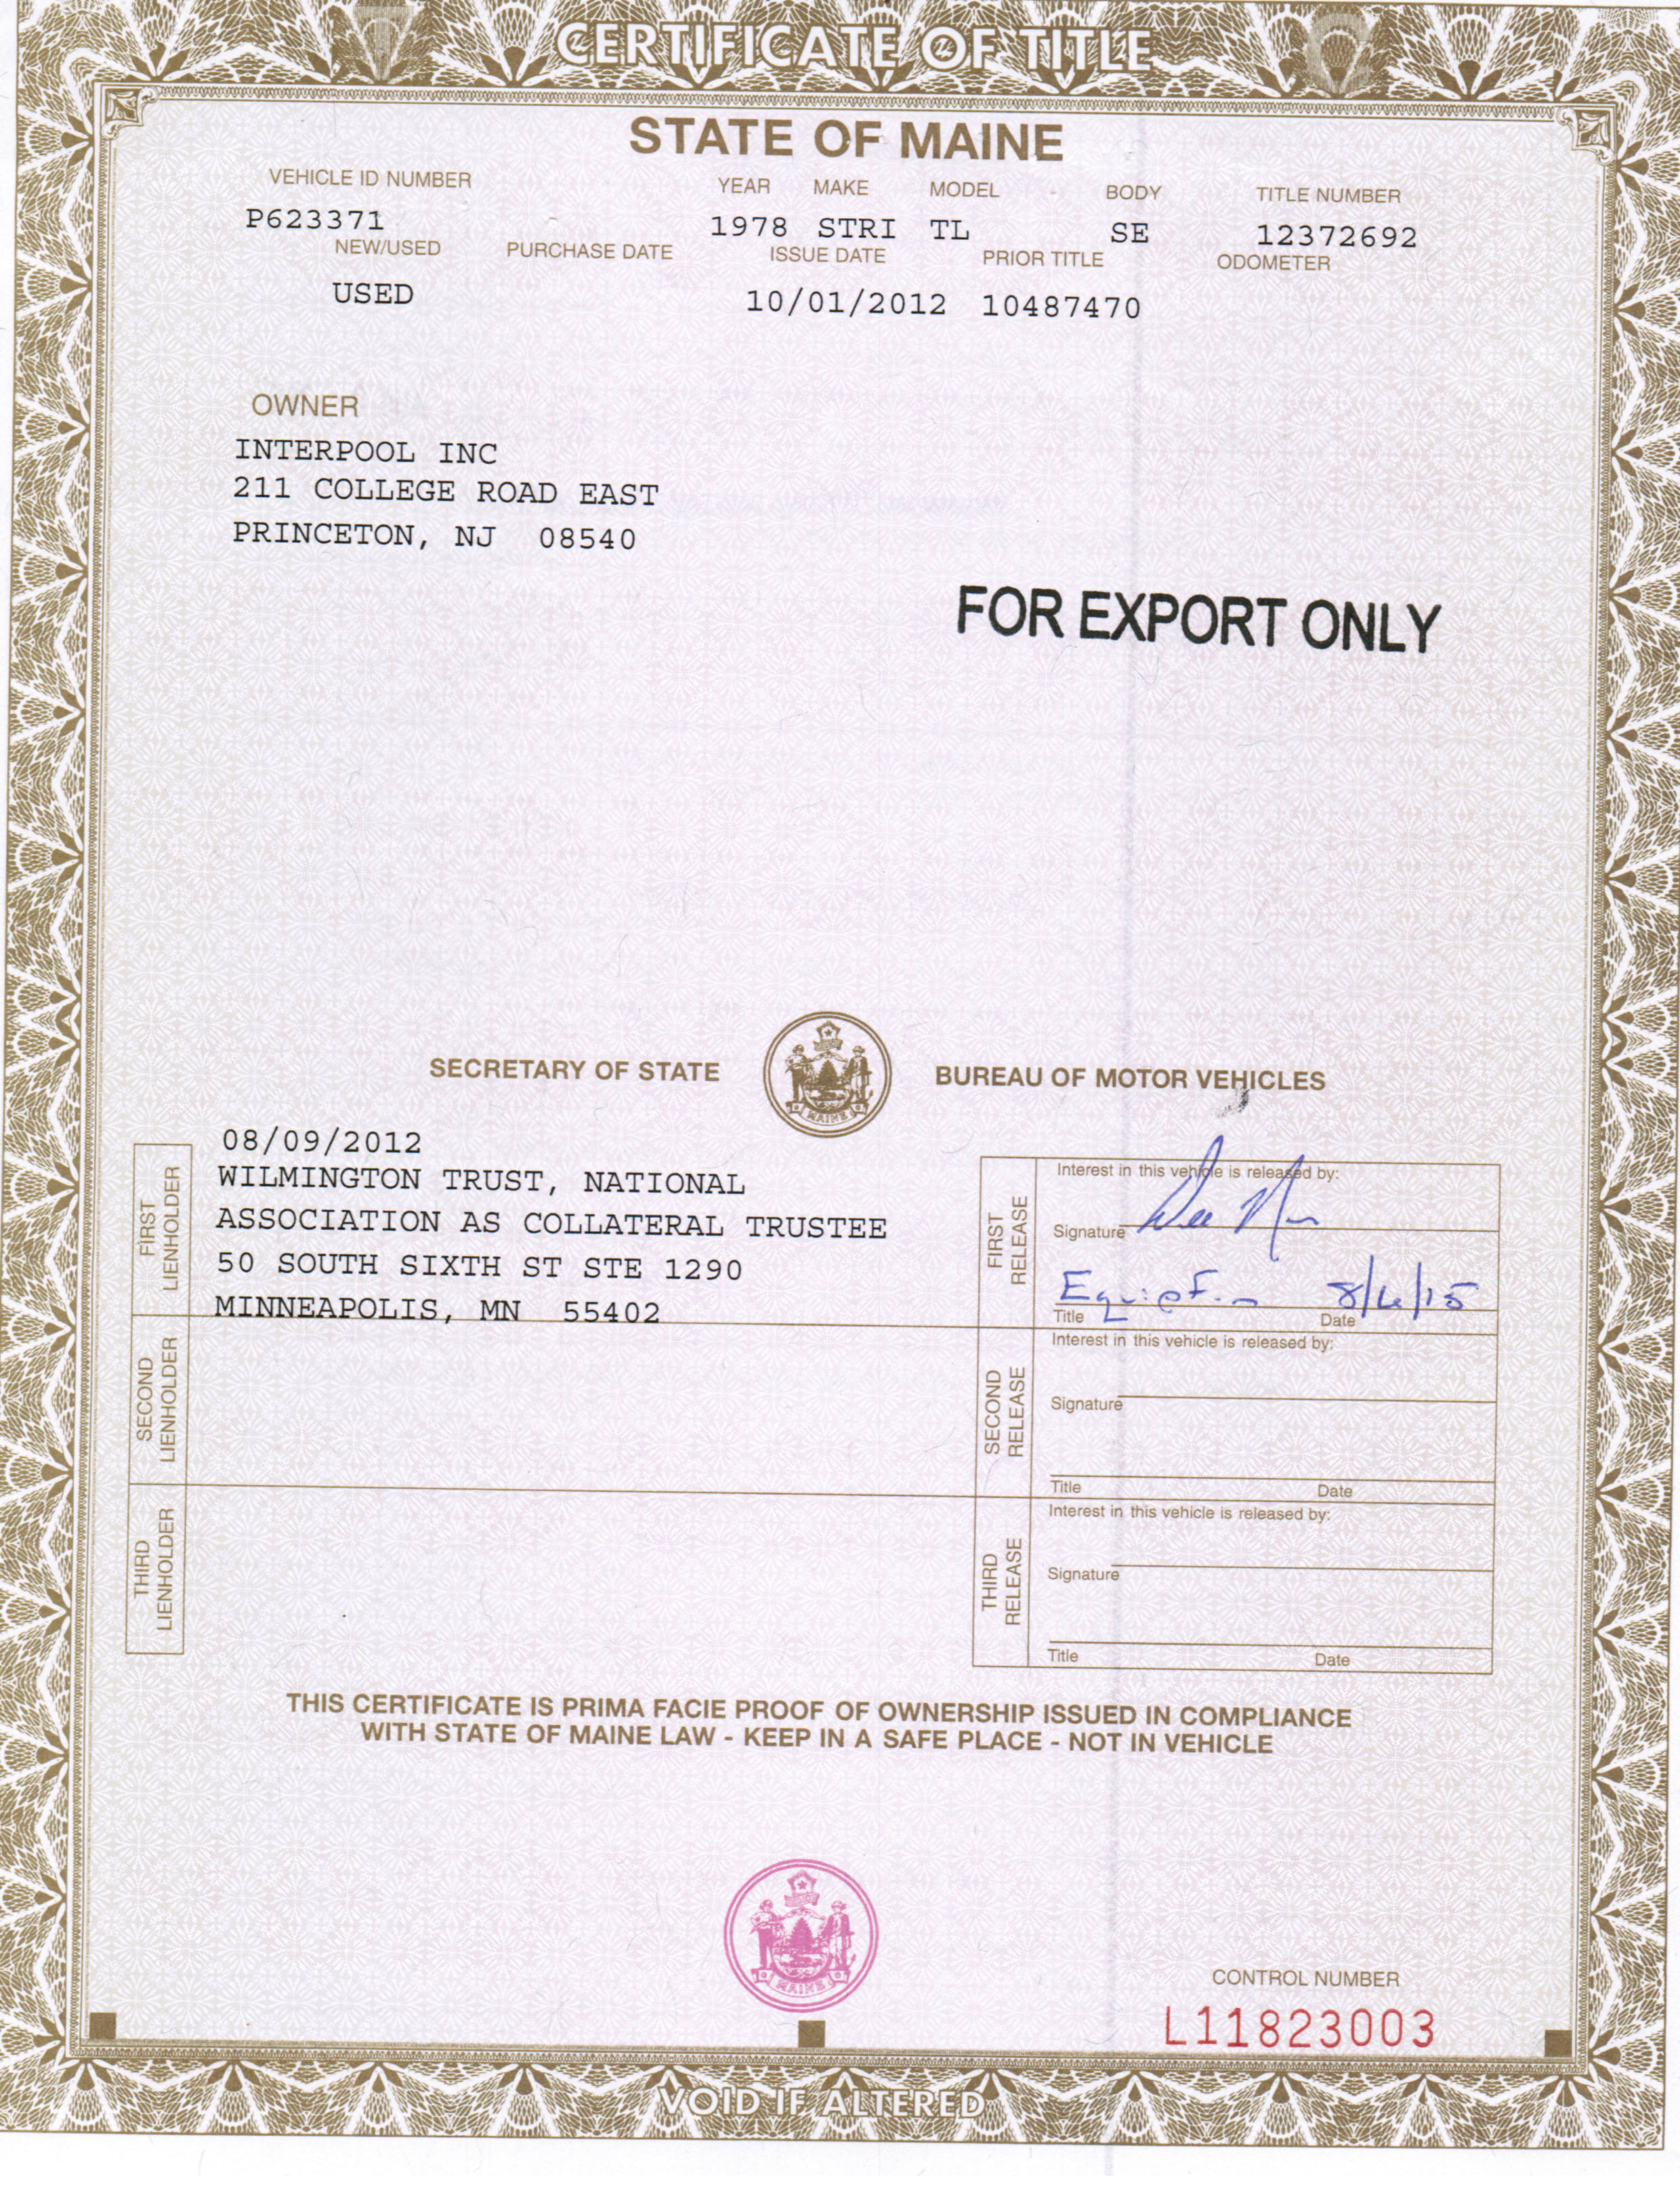 CERTIFICATE OF TITLE
STATE OF MAINE
VEHICLE ID NUMBER YEAR MAKE MODEL BODY TITLE NUMBER
P623371 1978 STRI TL SE 12372692
NEW/USED PURCHASE DATE ISSUE DATE PRIOR TITLE ODOMETER
USED 10/01/2012 10487470
OWNER
INTERPOOL INC
211 COLLEGE ROAD EAST
PRINCETON, NJ 08540
FOR EXPORT ONLY
SECRETARY OF STATE
MAINE
BUREAU OF MOTOR VEHICLES
FIRST LIENHOLDER
08/09/2012
WILMINGTON TRUST, NATIONAL
ASSOCIATION AS COLLATERAL TRUSTEE
50 SOUTH SIXTH ST STE 1290
MINNEAPOLIS, MN 55402
FIRST RELEASE
Interest in this vehicle is released by:
Signature
8/6/15
Title Date
SECOND LIENHOLDER
SECOND RELEASE
Interest in this vehicle is released by:
Signature
Title Date
THIRD LIENHOLDER
THIRD RELEASE
Interest in this vehicle is released by:
Signature
Title Date
THIS CERTIFICATE IS PRIMA FACIE PROOF OF OWNERSHIP ISSUED IN COMPLIANCE
WITH STATE OF MAINE LAW - KEEP IN A SAFE PLACE - NOT IN VEHICLE
MAINE
CONTROL NUMBER
L11823003
VOID IF ALTERED